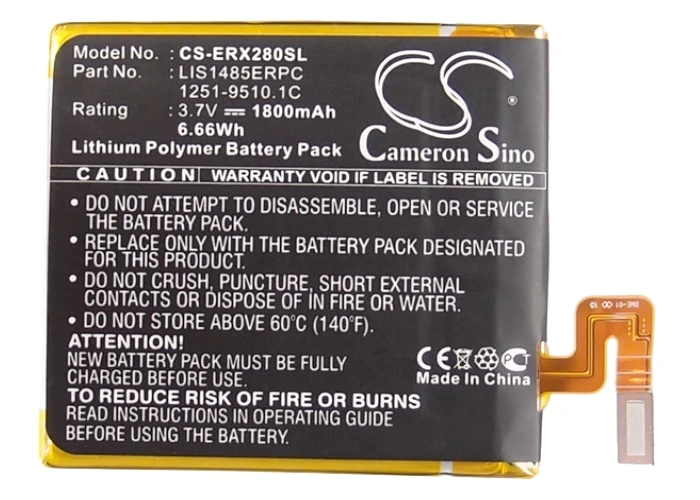 Model No. : CS-ERX280SL
Part No. : LIS1485ERPC
1251-9510.1C
Rating : 3.7V 1800mAh
6.66Wh
Lithium Polymer Battery Pack
CS
®
Cameron Sino
CAUTION WARRANTY VOID IF LABEL IS REMOVED
• DO NOT ATTEMPT TO DISASSEMBLE, OPEN OR SERVICE
THE BATTERY PACK.
• REPLACE ONLY WITH THE BATTERY PACK DESIGNATED
FOR THIS PRODUCT.
• DO NOT CRUSH, PUNCTURE, SHORT EXTERNAL
CONTACTS OR DISPOSE OF IN FIRE OR WATER.
• DO NOT STORE ABOVE 60°C (140°F).
ATTENTION!
NEW BATTERY PACK MUST BE FULLY
CHARGED BEFORE USE.
TO REDUCE RISK OF FIRE OR BURNS
READ INSTRUCTIONS IN OPERATING GUIDE
BEFORE USING BATTERY PACK.
CE PCT
Made In China